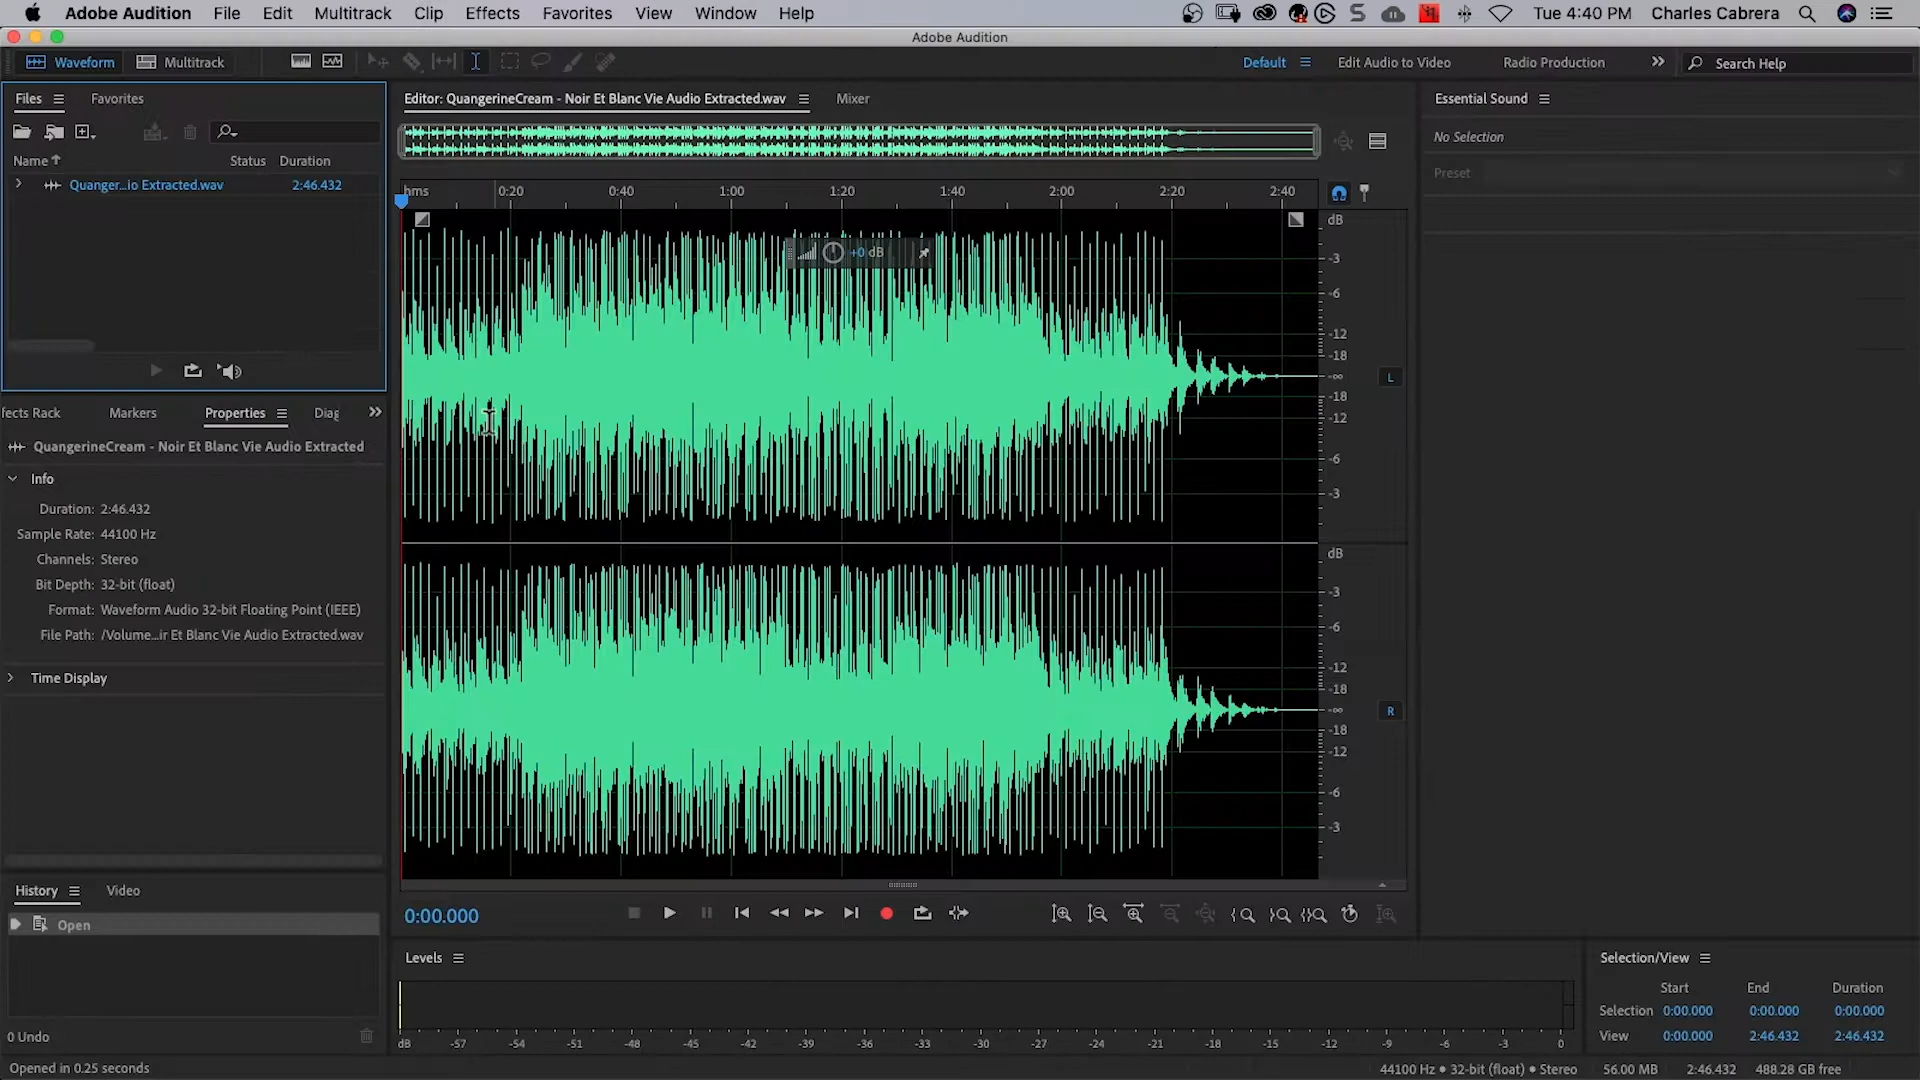 Adobe Audition File Edit Multitrack Clip Effects Favorites View Window Help Tue 4:40 PM Charles Cabrera
Adobe Audition
Waveform Multitrack Default Edit Audio to Video Radio Production Search Help
Files Favorites
Name Status Duration
Quanger...io Extracted.wav 2:46.432
Editor: QuangerineCream - Noir Et Blanc Vie Audio Extracted.wav Mixer
hms 0:20 0:40 1:00 1:20 1:40 2:00 2:20 2:40
+0 dB
dB
-3
-6
-12
-18
-∞
-18
-12
-6
-3
L
dB
-3
-6
-12
-18
-∞
-18
-12
-6
-3
R
Essential Sound
No Selection
Preset
fects Rack Markers Properties Diag
QuangerineCream - Noir Et Blanc Vie Audio Extracted
Info
Duration: 2:46.432
Sample Rate: 44100 Hz
Channels: Stereo
Bit Depth: 32-bit (float)
Format: Waveform Audio 32-bit Floating Point (IEEE)
File Path: /Volume...ir Et Blanc Vie Audio Extracted.wav
Time Display
History Video
Open
0 Undo
0:00.000
Levels
dB -57 -54 -51 -48 -45 -42 -39 -36 -33 -30 -27 -24 -21 -18 -15 -12 -9 -6 -3 0
Selection/View
Start End Duration
Selection 0:00.000 0:00.000 0:00.000
View 0:00.000 2:46.432 2:46.432
Opened in 0.25 seconds
44100 Hz ● 32-bit (float) ● Stereo 56.00 MB 2:46.432 488.28 GB free